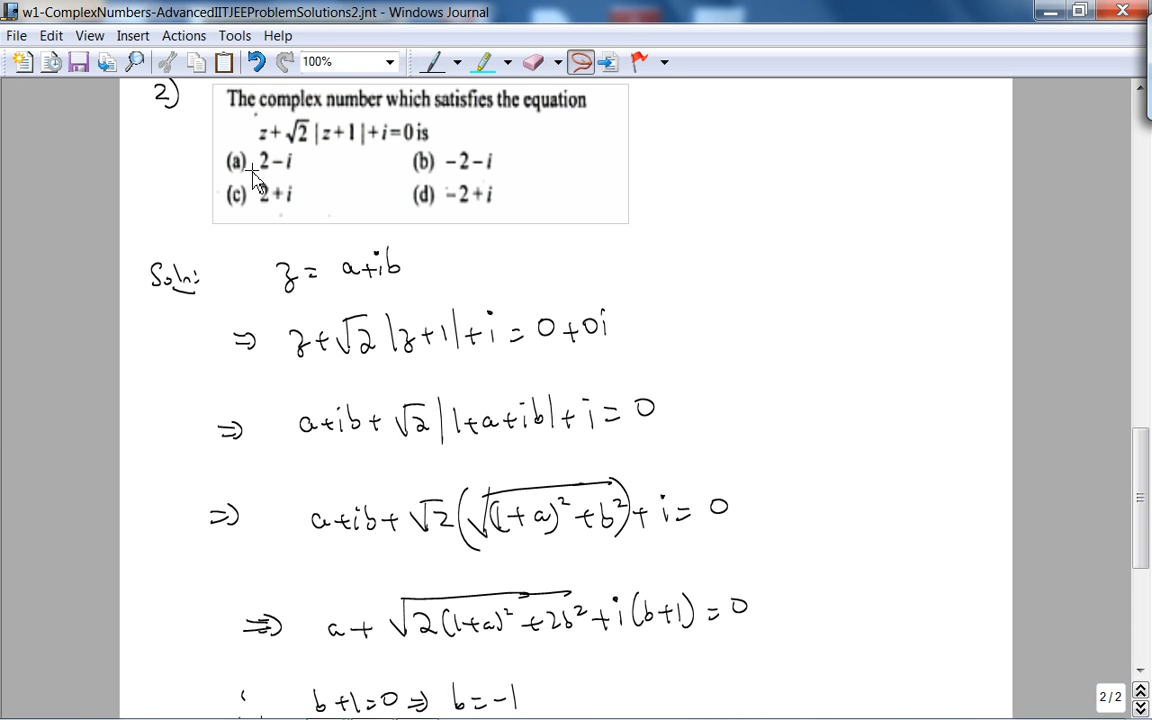 w1-ComplexNumbers-AdvancedIITJEEProblemSolutions2.jnt - Windows Journal
File Edit View Insert Actions Tools Help
100%
2)
The complex number which satisfies the equation
z + √2 | z + 1 | + i = 0 is
(a) 2 – i (b) – 2 – i
(c) 2 + i (d) – 2 + i
Soln: z = a+ib
⇒ z+√2 |z+1|+i = 0+0i
⇒ a+ib+ √2 |1+a+ib|+i = 0
⇒ a+ib+ √2 (√(1+a)²+b²)+i = 0
⇒ a+ √2(1+a)²+2b²+i(b+1) = 0
b+1=0 ⇒ b=-1
2/2